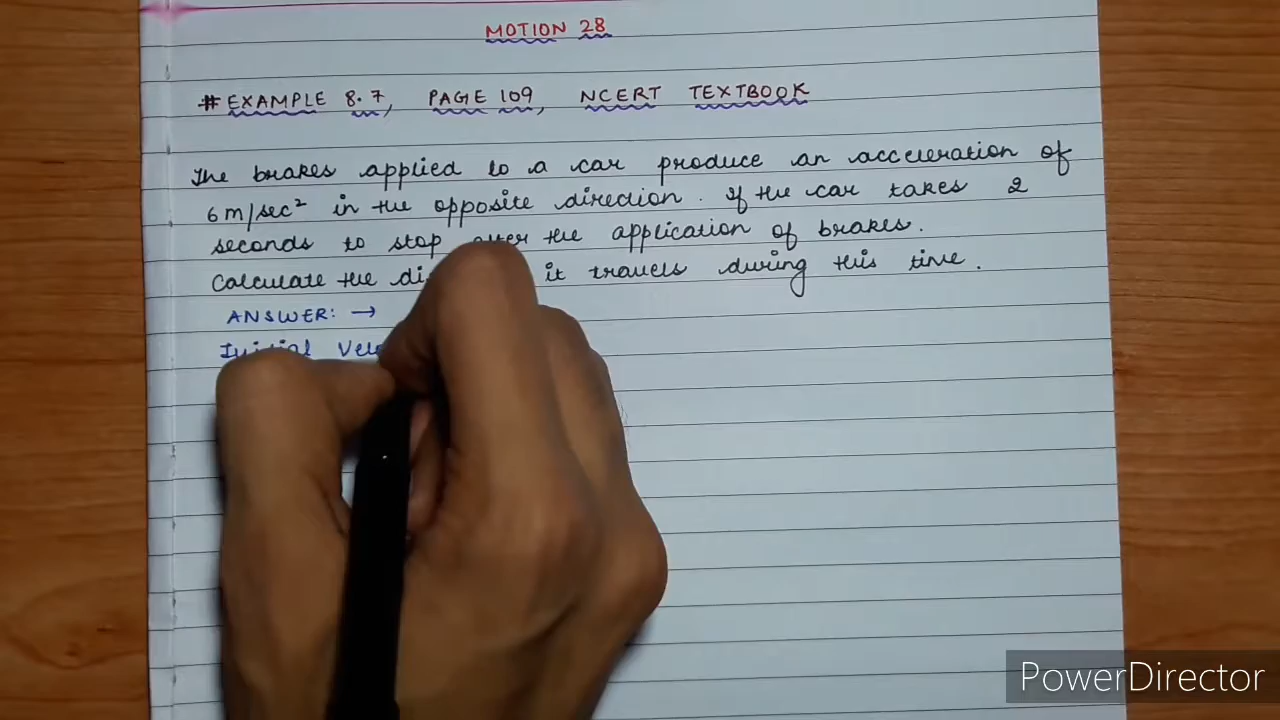 MOTION 28
# EXAMPLE 8.7, PAGE 109, NCERT TEXTBOOK
The brakes applied to a car produce an acceleration of
6 m/sec² in the opposite direction. If the car takes 2
seconds to stop after the application of brakes.
Calculate the it travels during this time.
ANSWER: →
Initial
PowerDirector